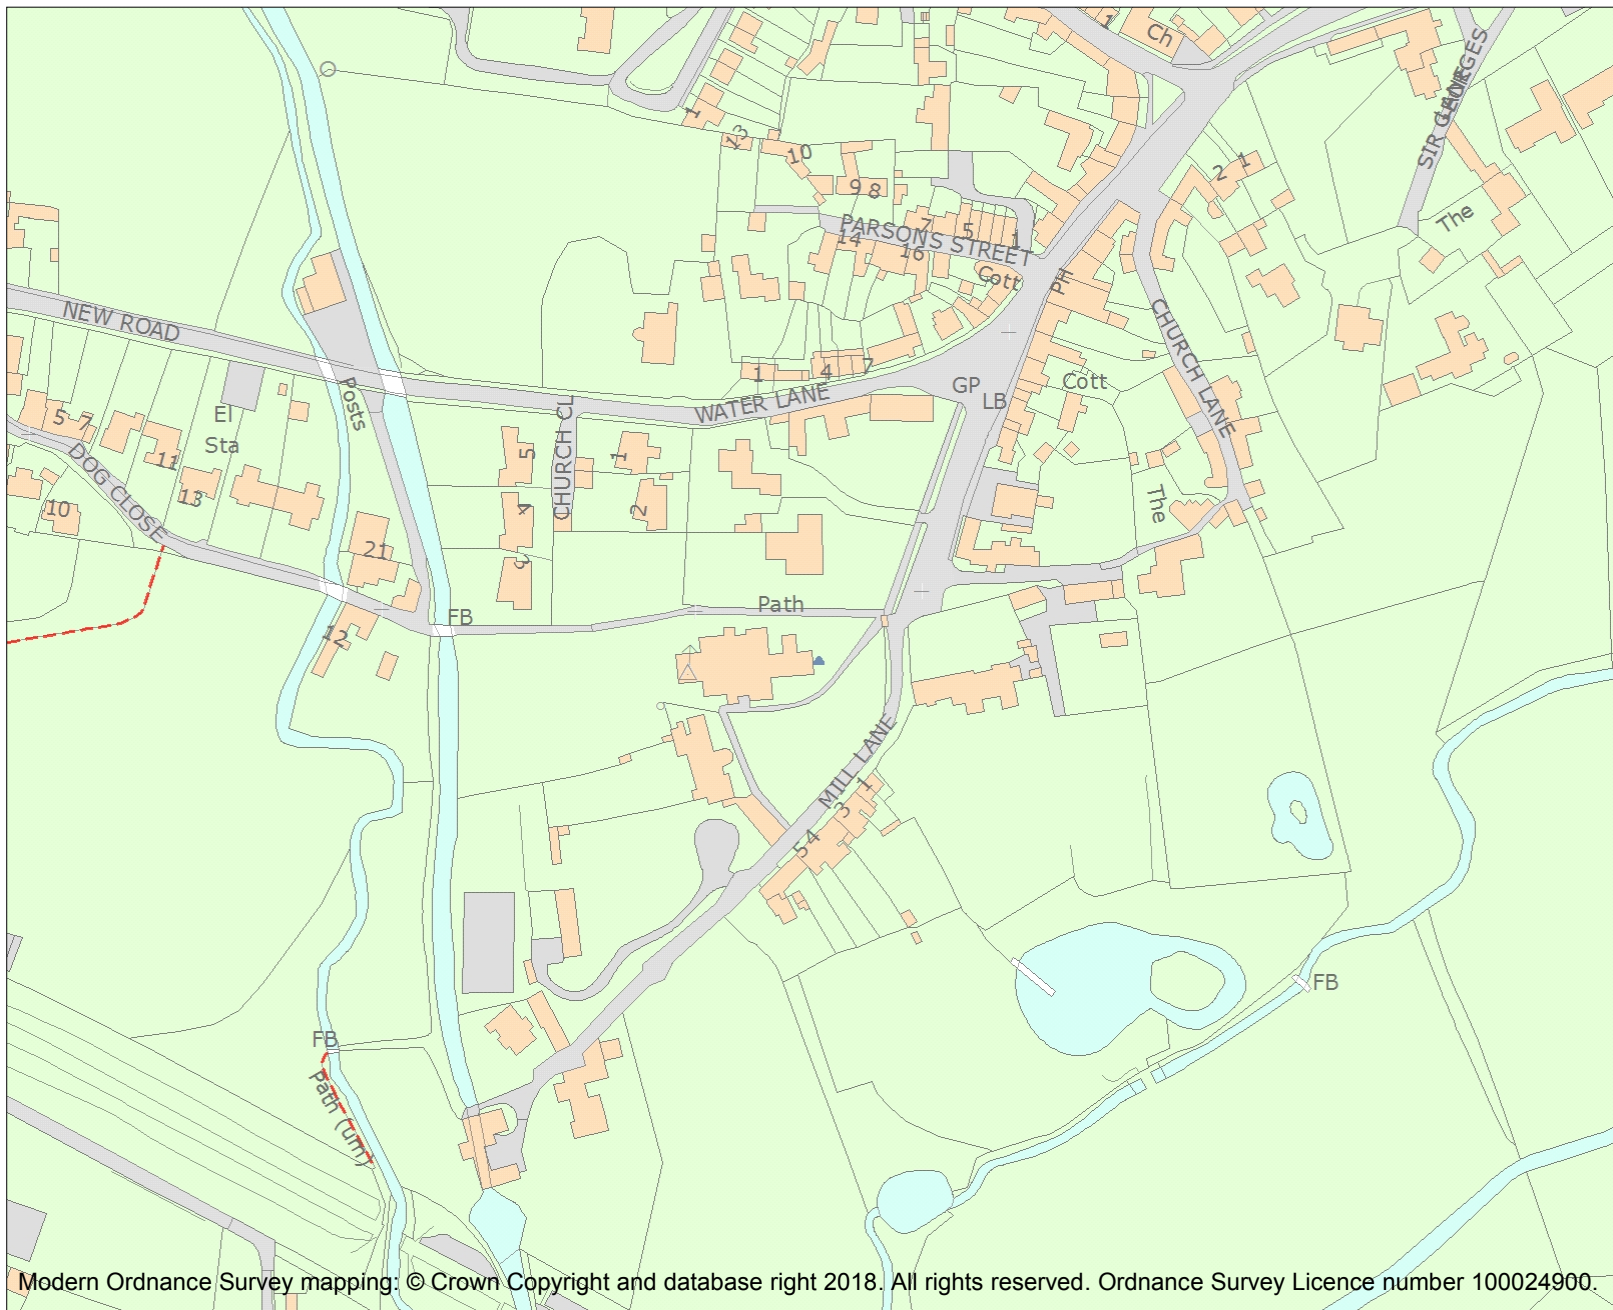 1
Ch
SIR GEORGES
LANE
1
13
10
9 8
2 1
The
PARSONS STREET
7
5
1
14
16
Cott
PH
NEW ROAD
CHURCH LANE
Posts
1
4
7
WATER LANE
GP
LB
Cott
El
Sta
5
7
11
13
10
DOG CLOSE
CHURCH CL
5
4
3
1
2
The
21
12
FB
Path
MILL LANE
1
3
4
5
FB
FB
Path (um)
Modern Ordnance Survey mapping: © Crown Copyright and database right 2018. All rights reserved. Ordnance Survey Licence number 100024900.